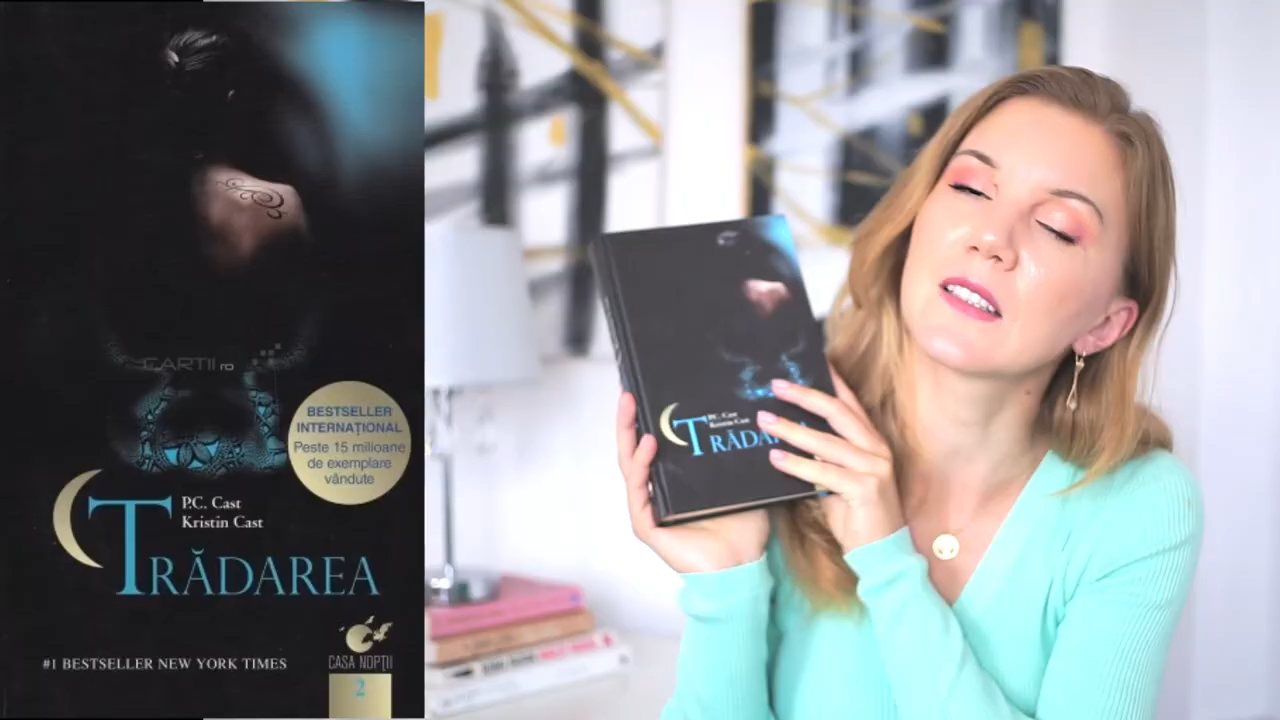 CARTII.ro
BESTSELLER
INTERNAȚIONAL
Peste 15 milioane
de exemplare
vândute
P.C. Cast
Kristin Cast
TRĂDAREA
#1 BESTSELLER NEW YORK TIMES
CASA NOPȚII
2
P.C. Cast
Kristin Cast